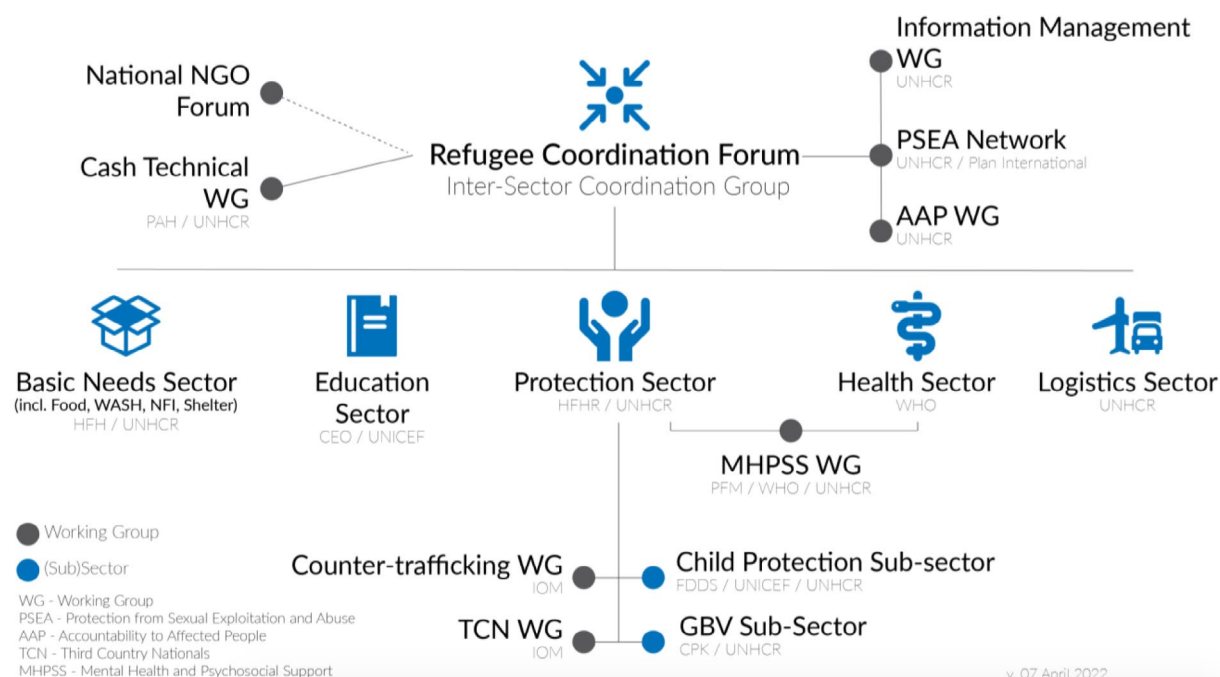 National NGO
Forum
Cash Technical
WG
PAH / UNHCR
Refugee Coordination Forum
Inter-Sector Coordination Group
Information Management
WG
UNHCR
PSEA Network
UNHCR / Plan International
AAP WG
UNHCR
Basic Needs Sector
(incl. Food, WASH, NFI, Shelter)
HFH / UNHCR
Education
Sector
CEO / UNICEF
Protection Sector
HFHR / UNHCR
Health Sector
WHO
Logistics Sector
UNHCR
MHPSS WG
PFM / WHO / UNHCR
Counter-trafficking WG
IOM
Child Protection Sub-sector
FDDS / UNICEF / UNHCR
TCN WG
IOM
GBV Sub-Sector
CPK / UNHCR
Working Group
(Sub)Sector
WG - Working Group
PSEA - Protection from Sexual Exploitation and Abuse
AAP - Accountability to Affected People
TCN - Third Country Nationals
MHPSS - Mental Health and Psychosocial Support
v. 07 April 2022